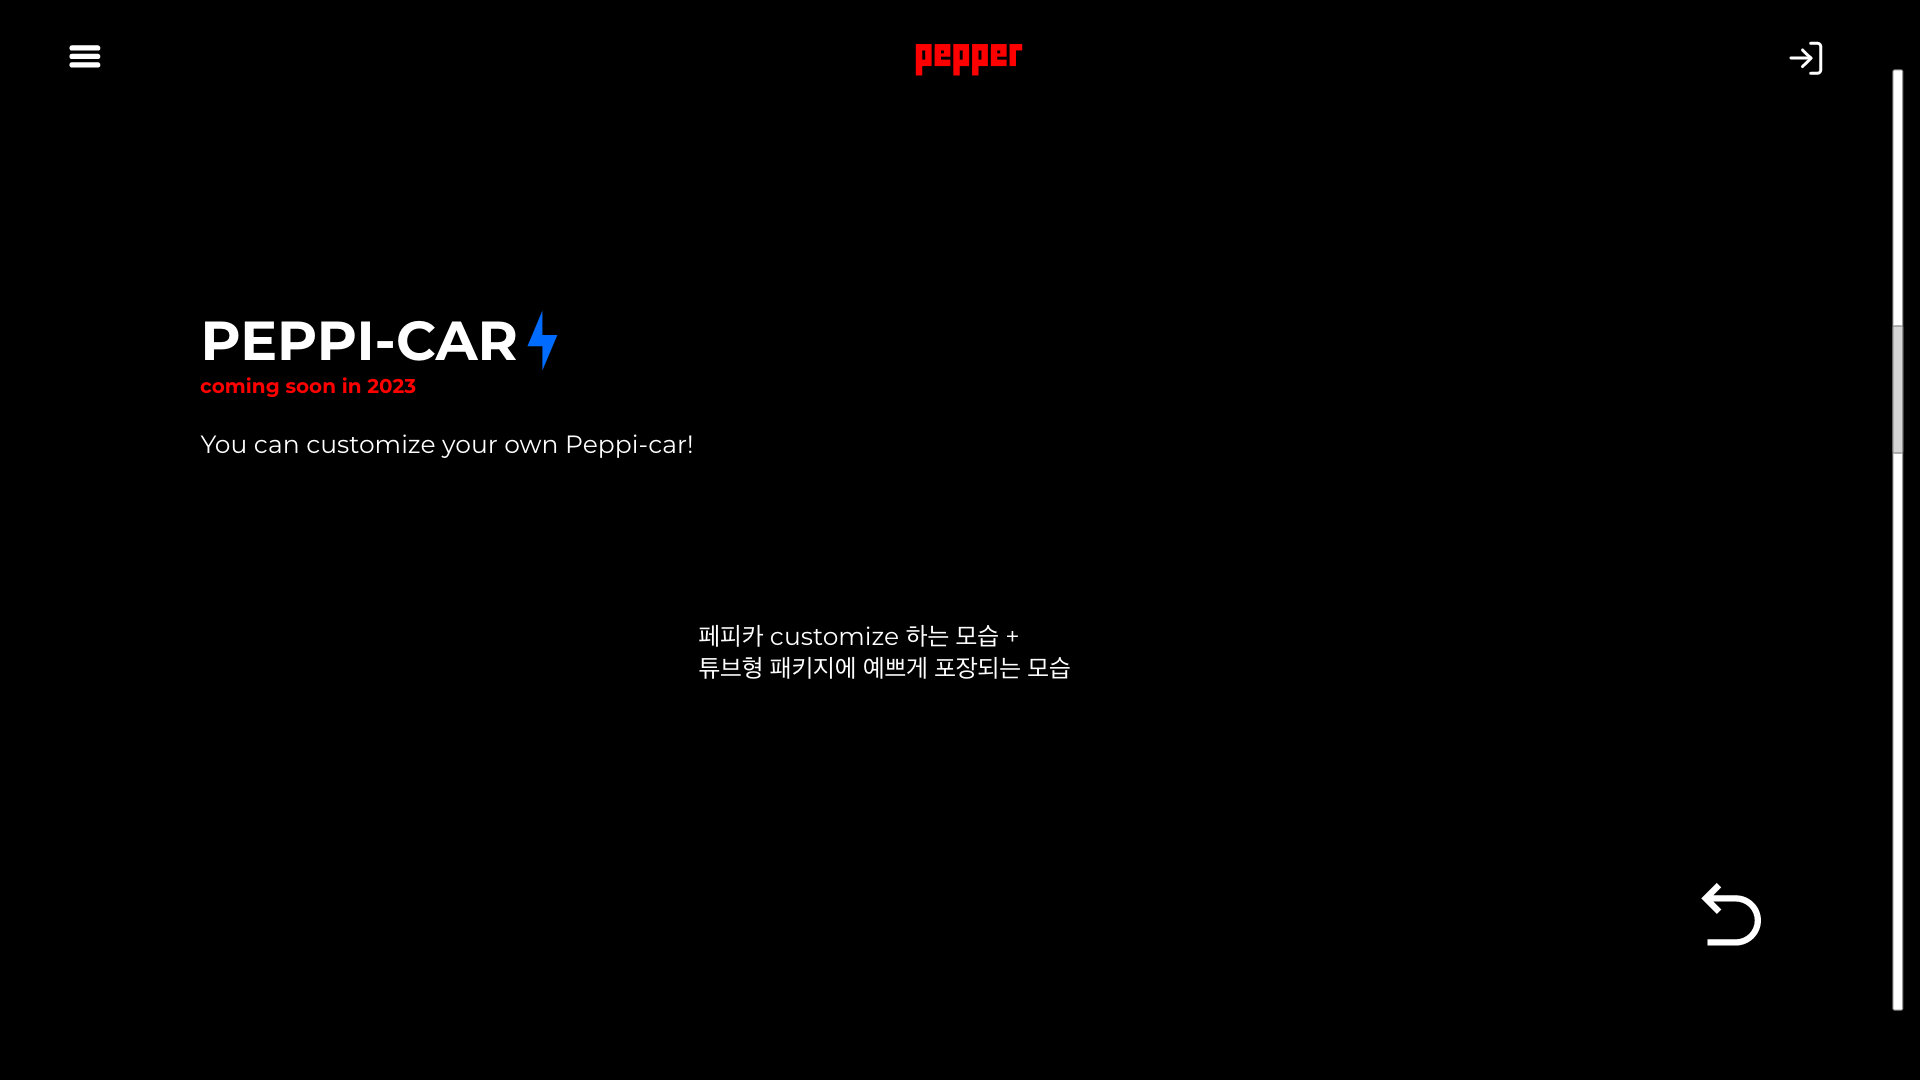 pepper
PEPPI-CAR
coming soon in 2023
You can customize your own Peppi-car!
페피카 customize 하는 모습 +
튜브형 패키지에 예쁘게 포장되는 모습